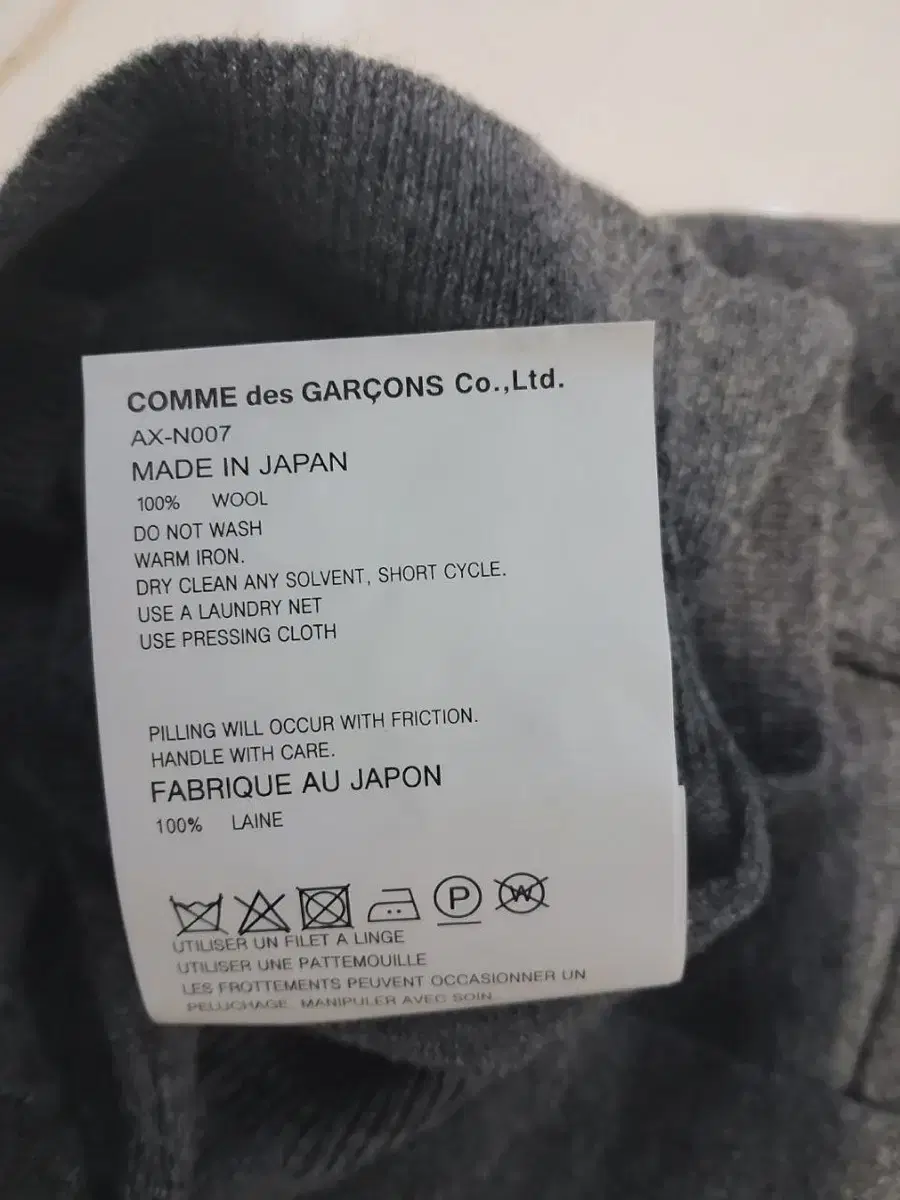 COMME des GARÇONS Co.,Ltd.
AX-N007
MADE IN JAPAN
100% WOOL
DO NOT WASH
WARM IRON.
DRY CLEAN ANY SOLVENT, SHORT CYCLE.
USE A LAUNDRY NET
USE PRESSING CLOTH
PILLING WILL OCCUR WITH FRICTION.
HANDLE WITH CARE.
FABRIQUE AU JAPON
100% LAINE
P W
UTILISER UN FILET A LINGE
UTILISER UNE PATTEMOUILLE
LES FROTTEMENTS PEUVENT OCCASIONNER UN
PELUCHAGE. MANIPULER AVEC SOIN